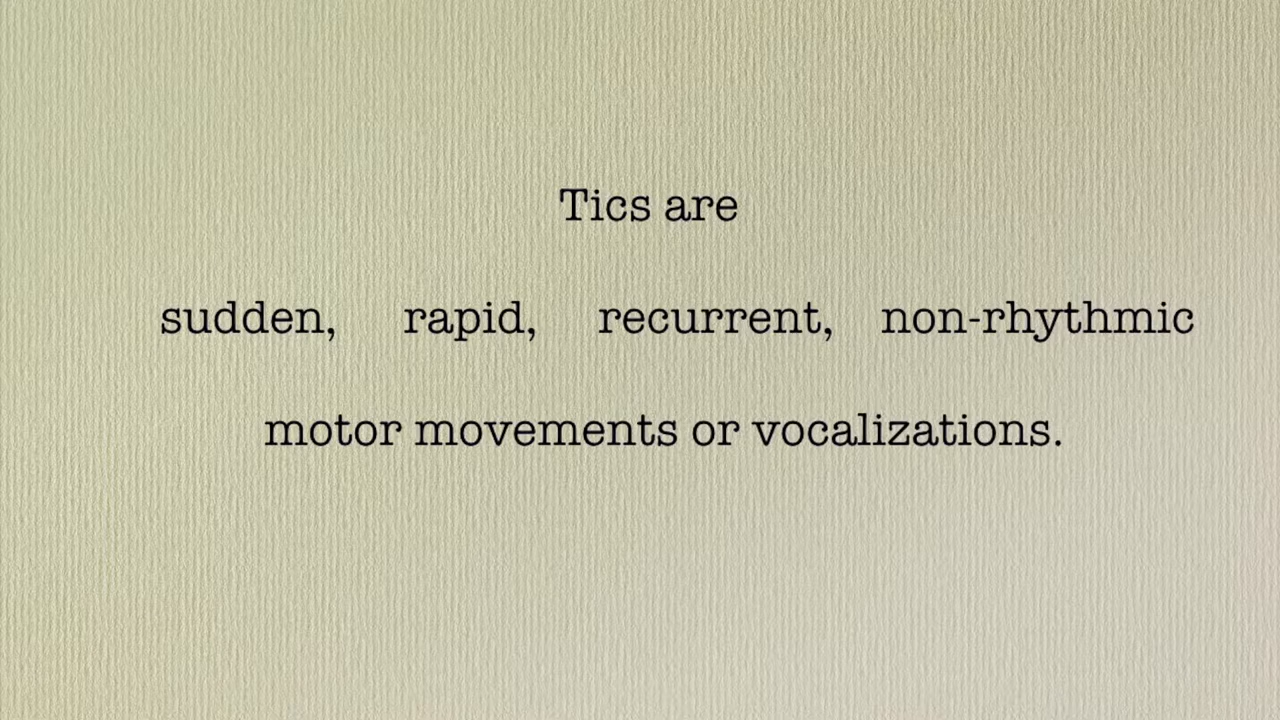 Tics are
sudden, rapid, recurrent, non-rhythmic
motor movements or vocalizations.